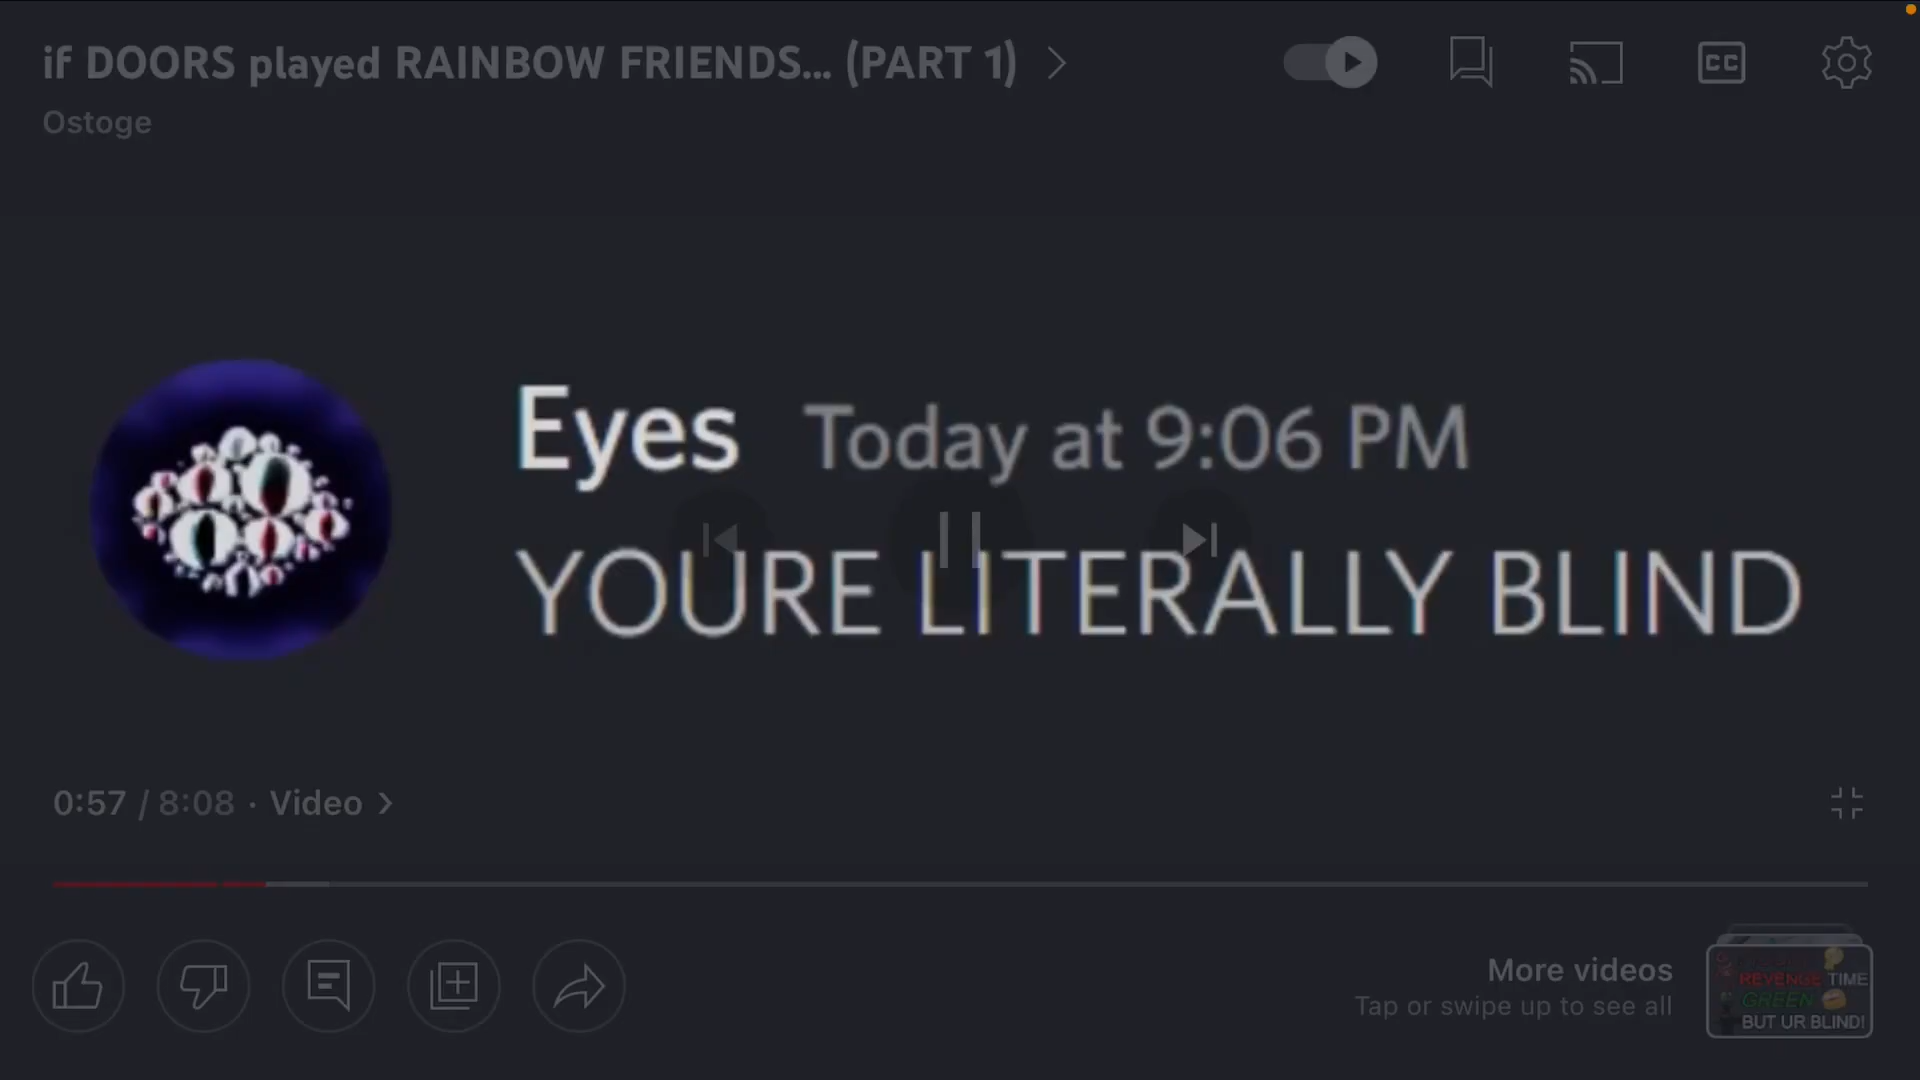 if DOORS played RAINBOW FRIENDS... (PART 1)
CC
Ostoge
Eyes Today at 9:06 PM
YOURE LITERALLY BLIND
0:57 / 8:08 · Video
More videos
Tap or swipe up to see all
REVENGE TIME
GREEN
BUT UR BLIND!